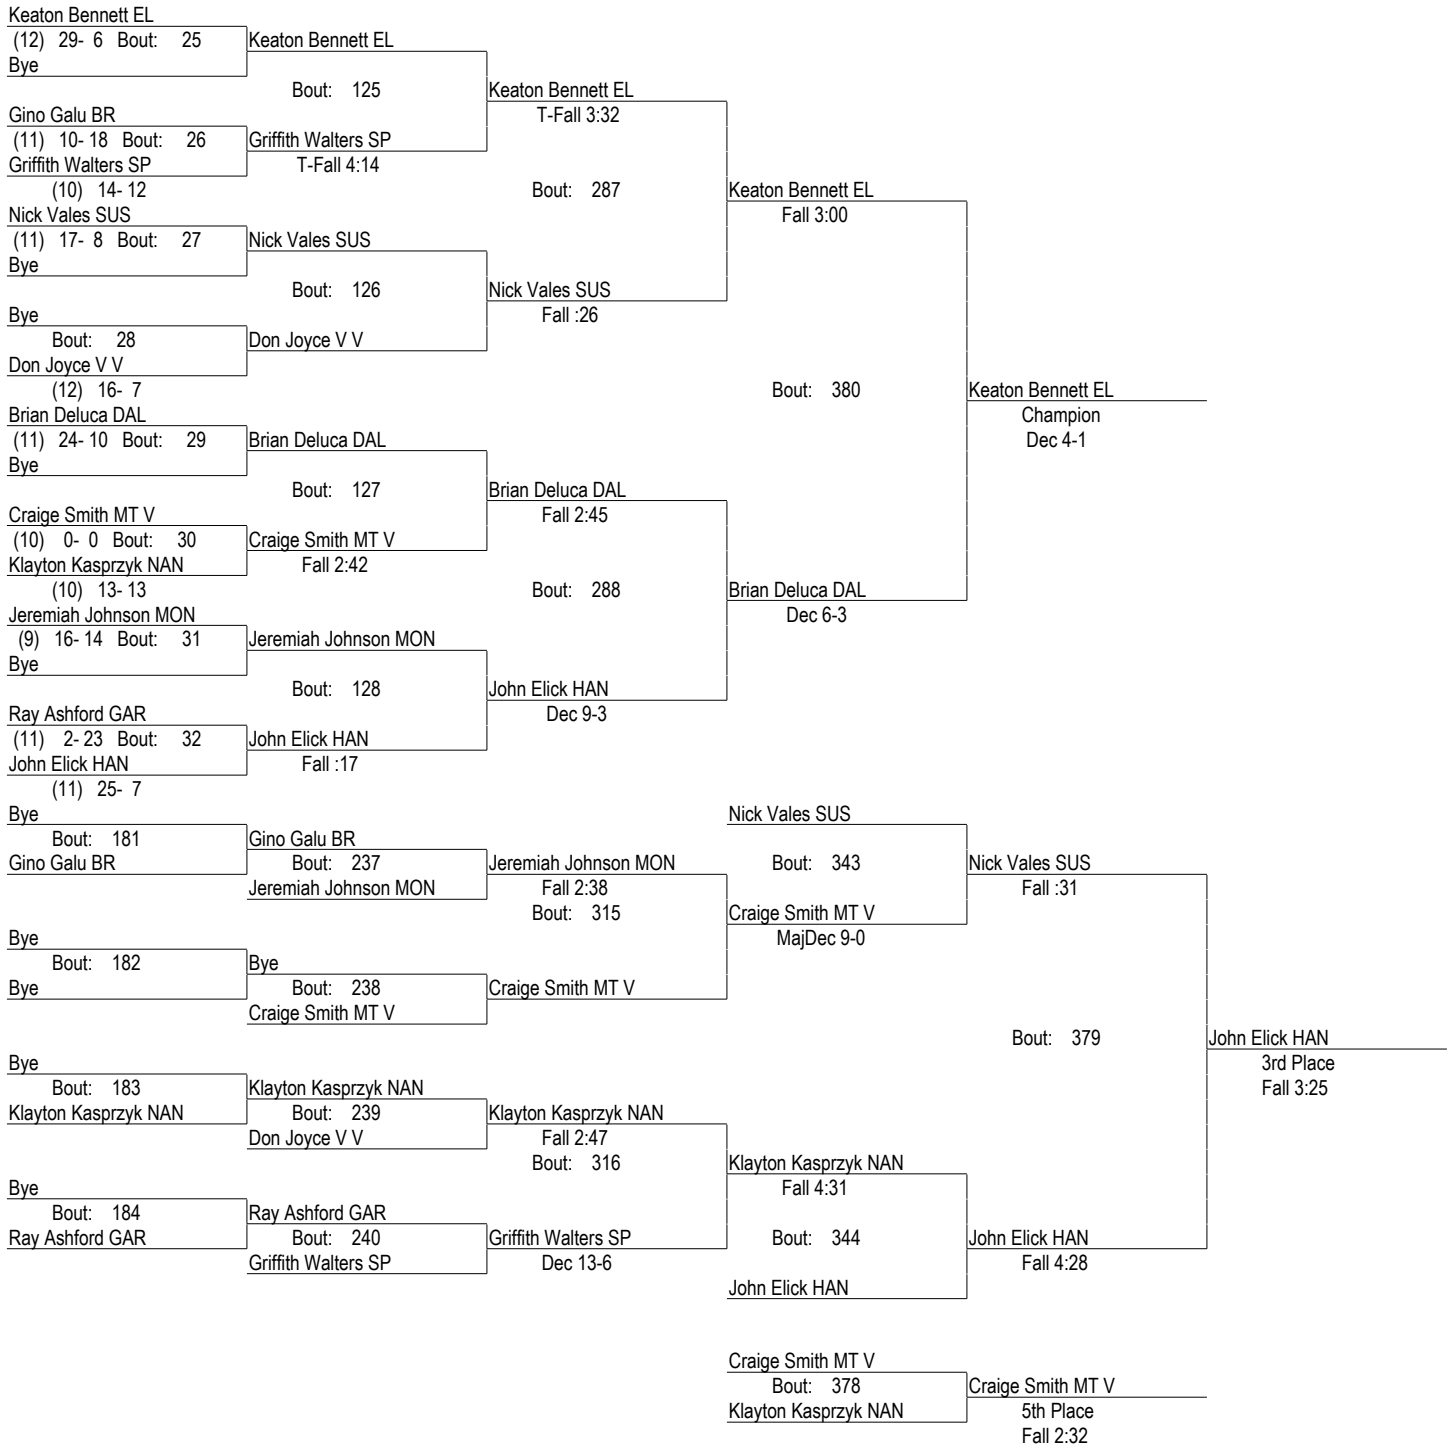 Keaton Bennett EL
(12) 29- 6 Bout: 25 Keaton Bennett EL
Bye
Bout: 125 Keaton Bennett EL
Gino Galu BR T-Fall 3:32
(11) 10- 18 Bout: 26 Griffith Walters SP
Griffith Walters SP T-Fall 4:14
(10) 14- 12 Bout: 287 Keaton Bennett EL
Nick Vales SUS Fall 3:00
(11) 17- 8 Bout: 27 Nick Vales SUS
Bye
Bout: 126 Nick Vales SUS
Bye Fall :26
Bout: 28 Don Joyce V V
Don Joyce V V
(12) 16- 7 Bout: 380 Keaton Bennett EL
Brian Deluca DAL Champion
(11) 24- 10 Bout: 29 Brian Deluca DAL Dec 4-1
Bye
Bout: 127 Brian Deluca DAL
Craige Smith MT V Fall 2:45
(10) 0- 0 Bout: 30 Craige Smith MT V
Klayton Kasprzyk NAN Fall 2:42
(10) 13- 13 Bout: 288 Brian Deluca DAL
Jeremiah Johnson MON Dec 6-3
(9) 16- 14 Bout: 31 Jeremiah Johnson MON
Bye
Bout: 128 John Elick HAN
Ray Ashford GAR Dec 9-3
(11) 2- 23 Bout: 32 John Elick HAN
John Elick HAN Fall :17
(11) 25- 7
Bye Nick Vales SUS
Bout: 181 Gino Galu BR
Gino Galu BR Bout: 237 Jeremiah Johnson MON Bout: 343 Nick Vales SUS
Jeremiah Johnson MON Fall 2:38 Fall :31
Bout: 315 Craige Smith MT V
Bye MajDec 9-0
Bout: 182 Bye
Bye Bout: 238 Craige Smith MT V
Craige Smith MT V
Bout: 379 John Elick HAN
Bye 3rd Place
Bout: 183 Klayton Kasprzyk NAN Fall 3:25
Klayton Kasprzyk NAN Bout: 239 Klayton Kasprzyk NAN
Don Joyce V V Fall 2:47
Bout: 316 Klayton Kasprzyk NAN
Bye Fall 4:31
Bout: 184 Ray Ashford GAR
Ray Ashford GAR Bout: 240 Griffith Walters SP Bout: 344 John Elick HAN
Griffith Walters SP Dec 13-6 Fall 4:28
John Elick HAN
Craige Smith MT V
Bout: 378 Craige Smith MT V
Klayton Kasprzyk NAN 5th Place
Fall 2:32